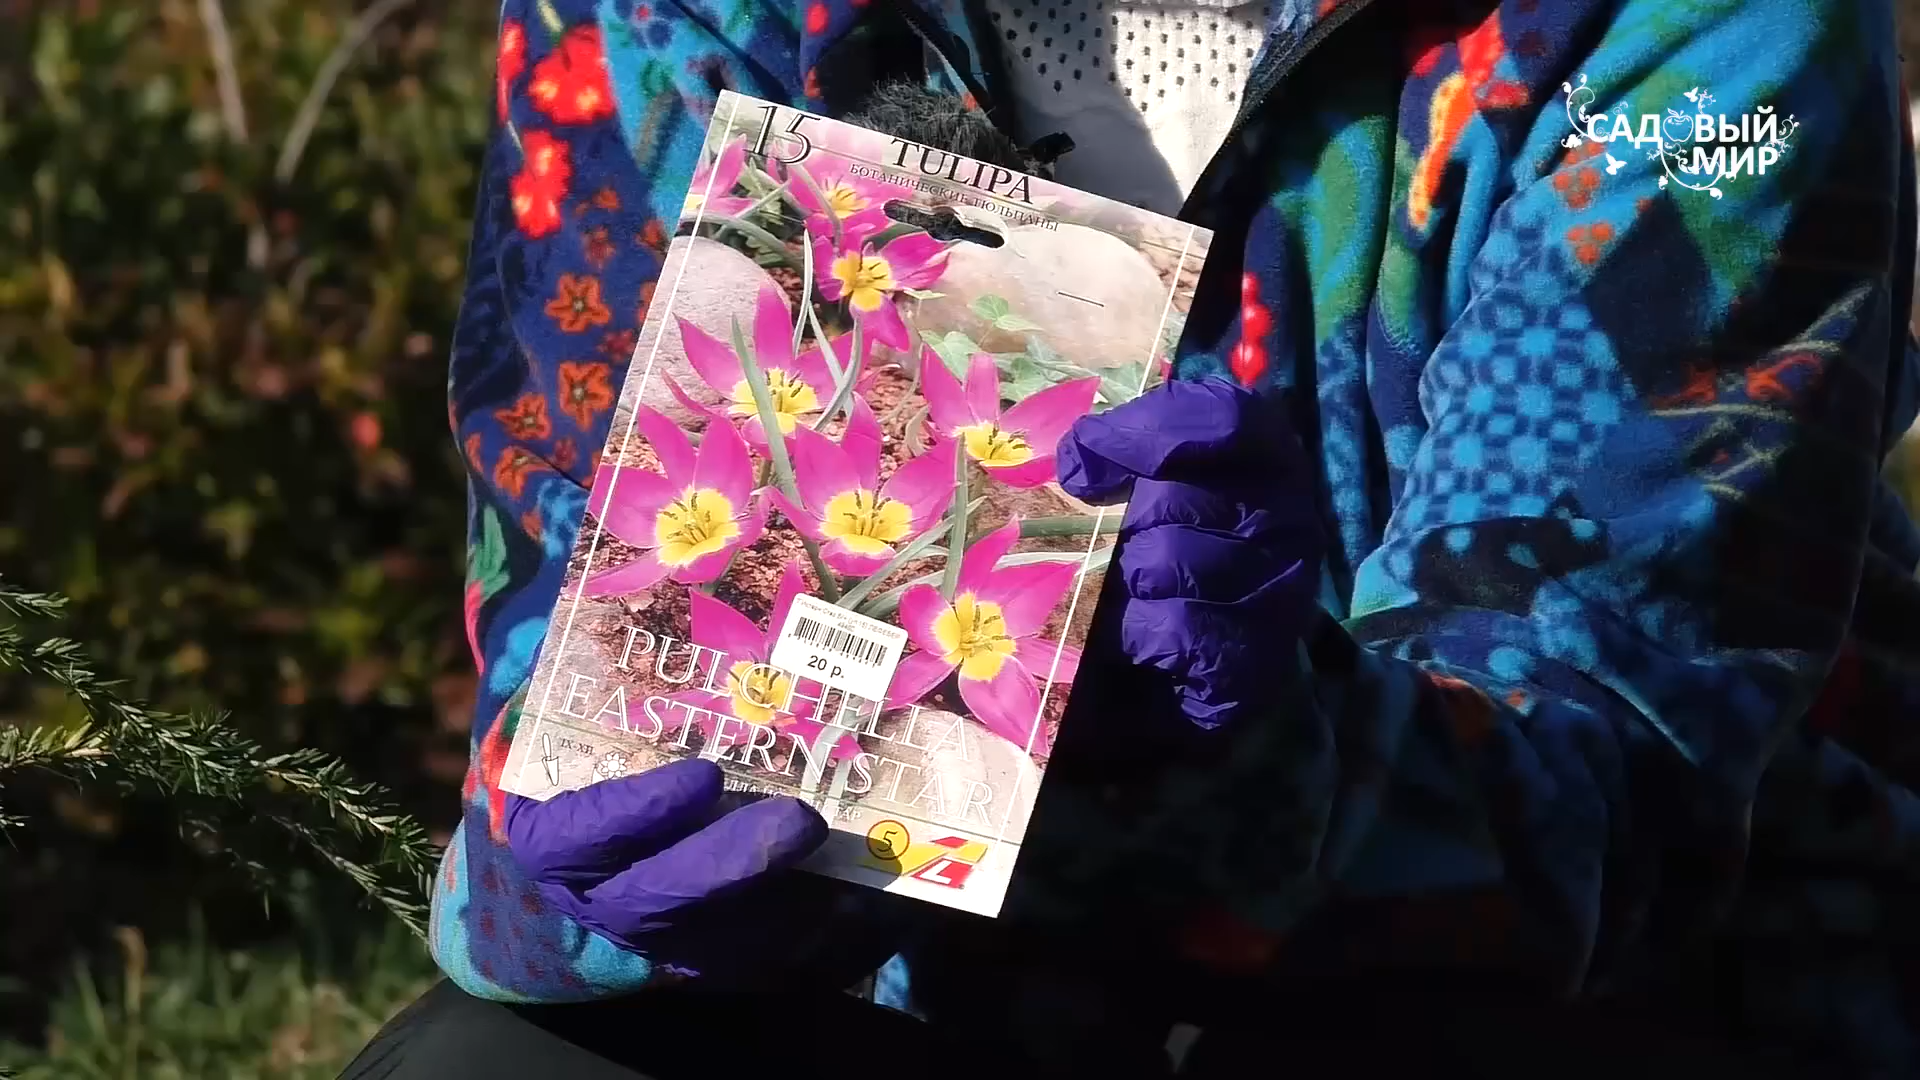 САДОВЫЙ
МИР
15
TULIPA
БОТАНИЧЕСКИЕ ТЮЛЬПАНЫ
20 р.
PULCHELLA
EASTERN STAR
IX-XII
5
L